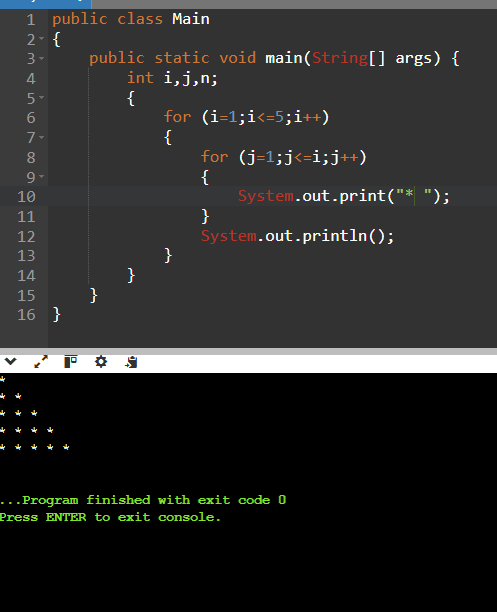 1 public class Main
2 {
3 public static void main(String[] args) {
4 int i,j,n;
5 {
6 for (i=1;i<=5;i++)
7 {
8 for (j=1;j<=i;j++)
9 {
10 System.out.print("* ");
11 }
12 System.out.println();
13 }
14 }
15 }
16 }
*
* *
* * *
* * * *
* * * * *
...Program finished with exit code 0
Press ENTER to exit console.